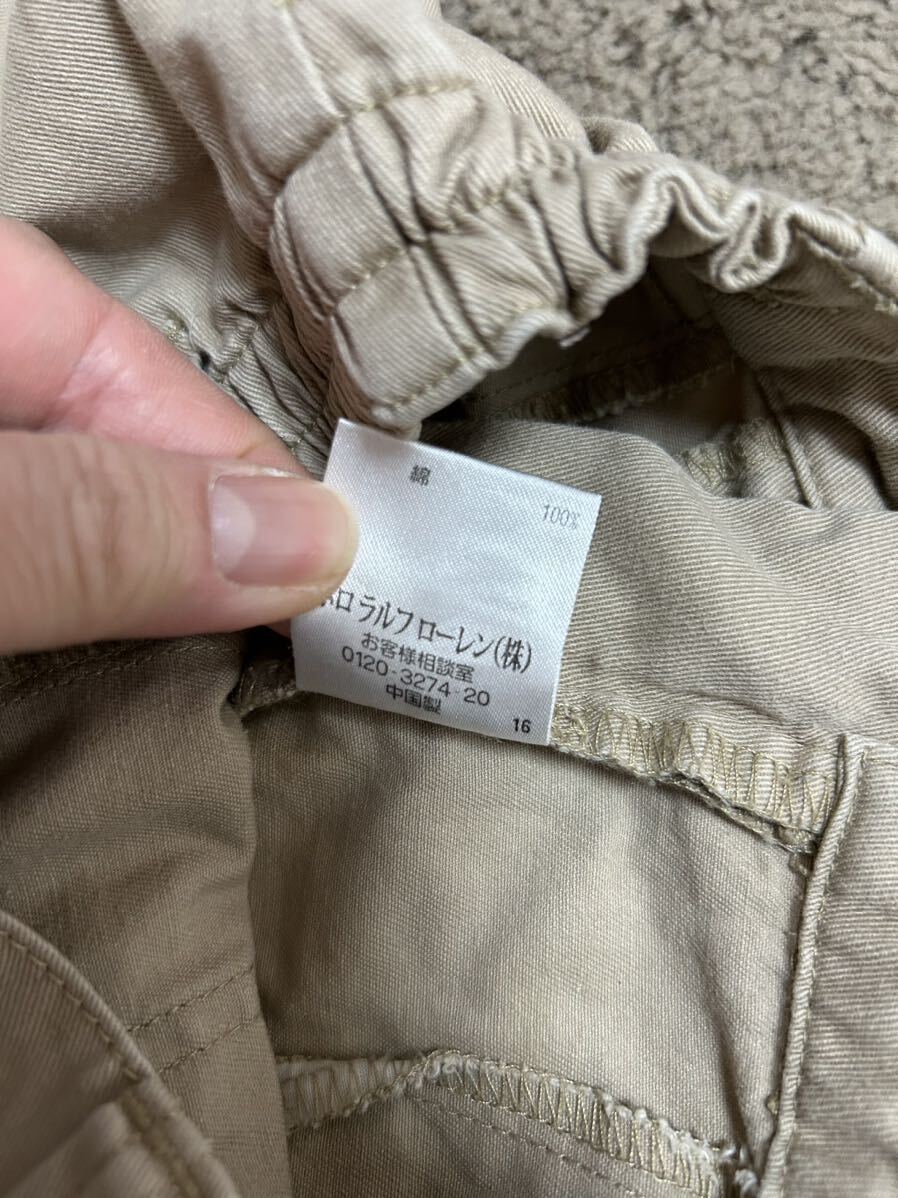 綿
100%
ポロ ラルフ ローレン(株)
お客様相談室
0120-3274-20
中国製
16